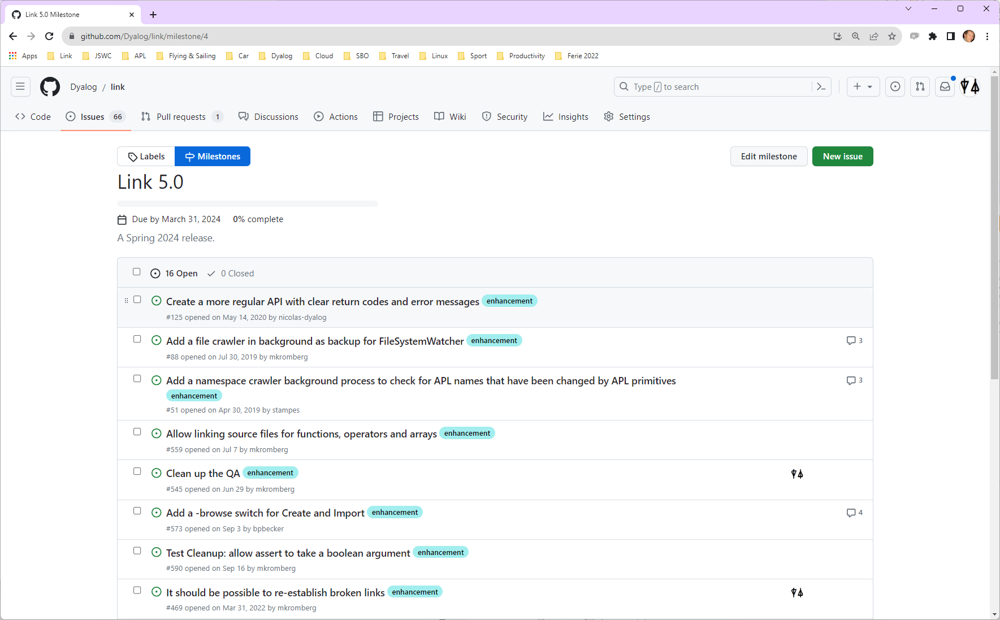 Link 5.0 Milestone
github.com/Dyalog/link/milestone/4
Apps Link JSWC APL Flying & Sailing Car Dyalog Cloud SBO Travel Linux Sport Productivity Ferie 2022
Dyalog / link
Type / to search
Code Issues 66 Pull requests 1 Discussions Actions Projects Wiki Security Insights Settings
Labels Milestones
Edit milestone New issue
Link 5.0
Due by March 31, 2024 0% complete
A Spring 2024 release.
16 Open 0 Closed
Create a more regular API with clear return codes and error messages enhancement
#125 opened on May 14, 2020 by nicolas-dyalog
Add a file crawler in background as backup for FileSystemWatcher enhancement 3
#88 opened on Jul 30, 2019 by mkromberg
Add a namespace crawler background process to check for APL names that have been changed by APL primitives 3
enhancement
#51 opened on Apr 30, 2019 by stampes
Allow linking source files for functions, operators and arrays enhancement
#559 opened on Jul 7 by mkromberg
Clean up the QA enhancement
#545 opened on Jun 29 by mkromberg
Add a -browse switch for Create and Import enhancement 4
#573 opened on Sep 3 by bpbecker
Test Cleanup: allow assert to take a boolean argument enhancement
#590 opened on Sep 16 by mkromberg
It should be possible to re-establish broken links enhancement
#469 opened on Mar 31, 2022 by mkromberg